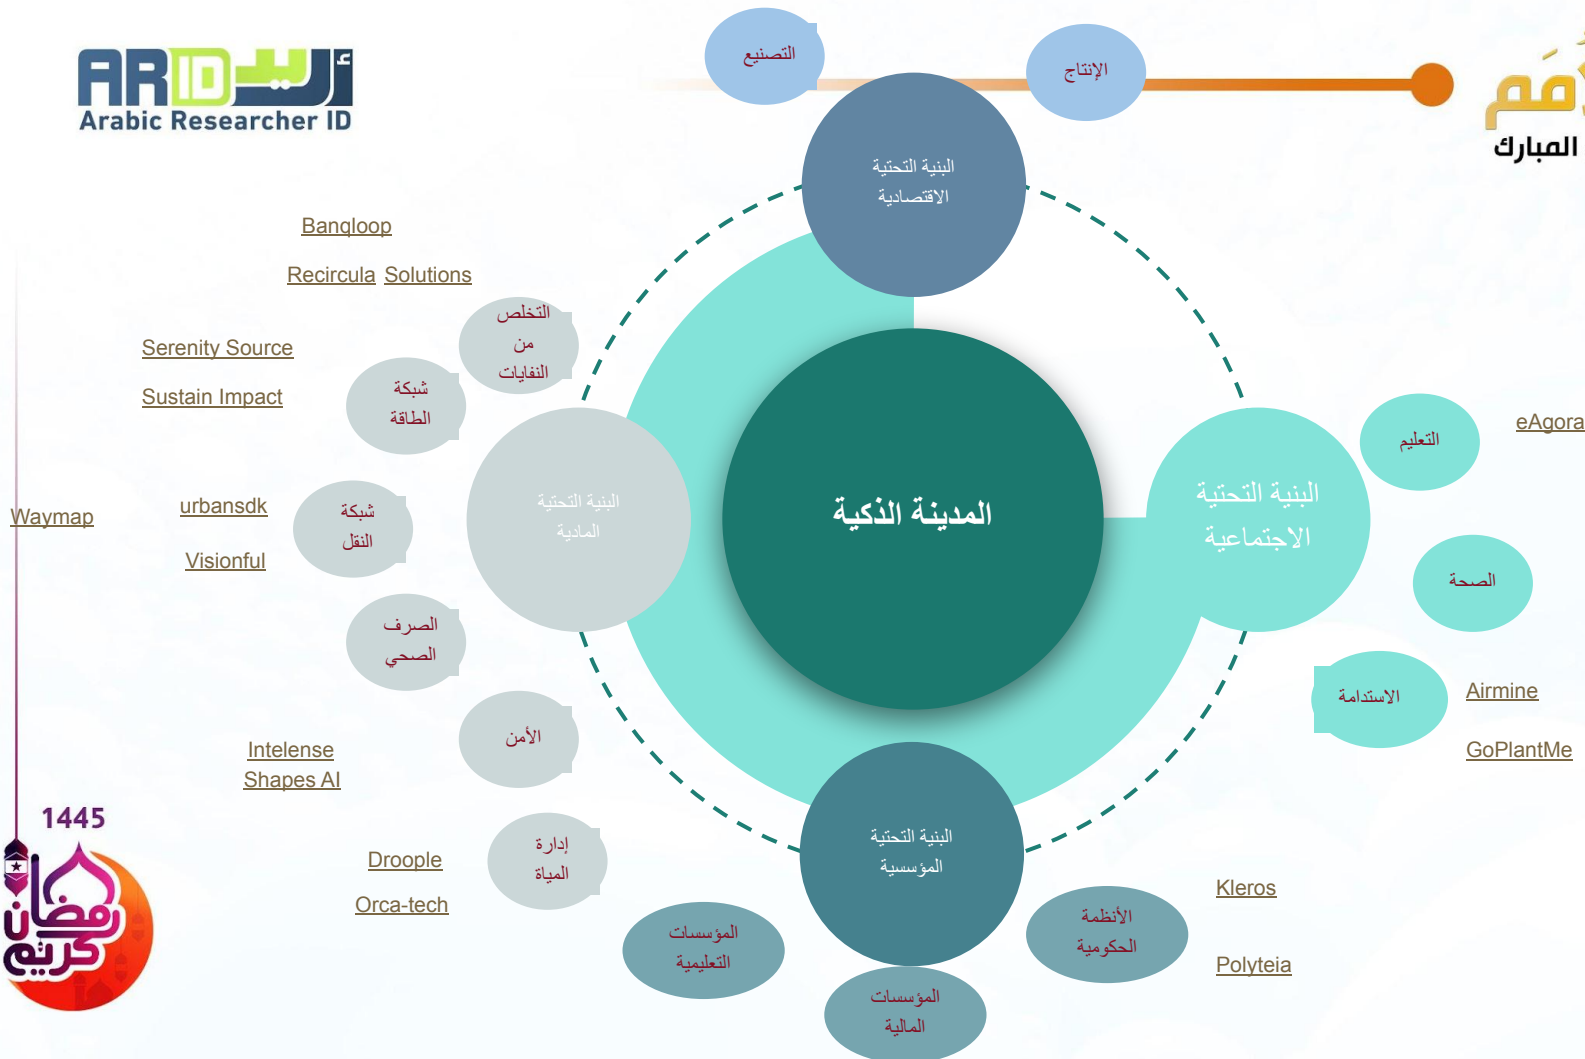 ARID أريد
Arabic Researcher ID
المبارك
التصنيع
الإنتاج
البنية التحتية
الاقتصادية
Banqloop
Recircula Solutions
التخلص
من
النفايات
Serenity Source
Sustain Impact
شبكة
الطاقة
Waymap
urbansdk
Visionful
شبكة
النقل
البنية التحتية
المادية
المدينة الذكية
البنية التحتية
الاجتماعية
التعليم
eAgora
الصحة
الاستدامة
Airmine
GoPlantMe
الصرف
الصحي
الأمن
Intelense
Shapes AI
إدارة
المياة
Droople
Orca-tech
البنية التحتية
المؤسسية
المؤسسات
التعليمية
المؤسسات
المالية
الأنظمة
الحكومية
Kleros
Polyteia
1445
رمضان
كريم